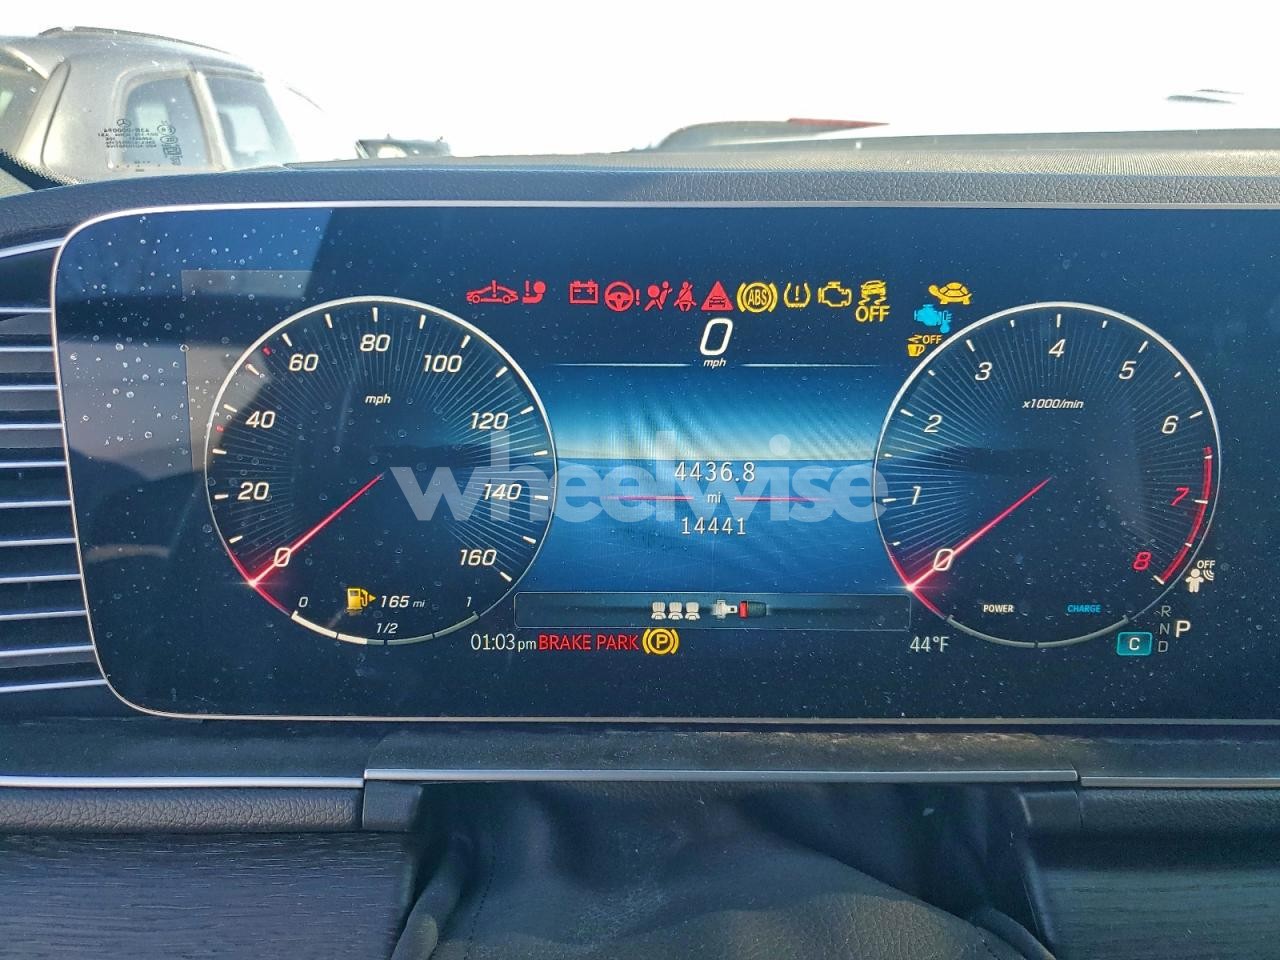 ABS
OFF
OFF
0
mph
80
60
100
mph
40
120
20
140
0
160
0
165 mi
1
1/2
wheelwise
4436.8
mi
14441
4
3
5
x1000/min
2
6
1
7
0
8
OFF
POWER
CHARGE
01:03 pm BRAKE PARK P
44°F
C
R
N
D
P